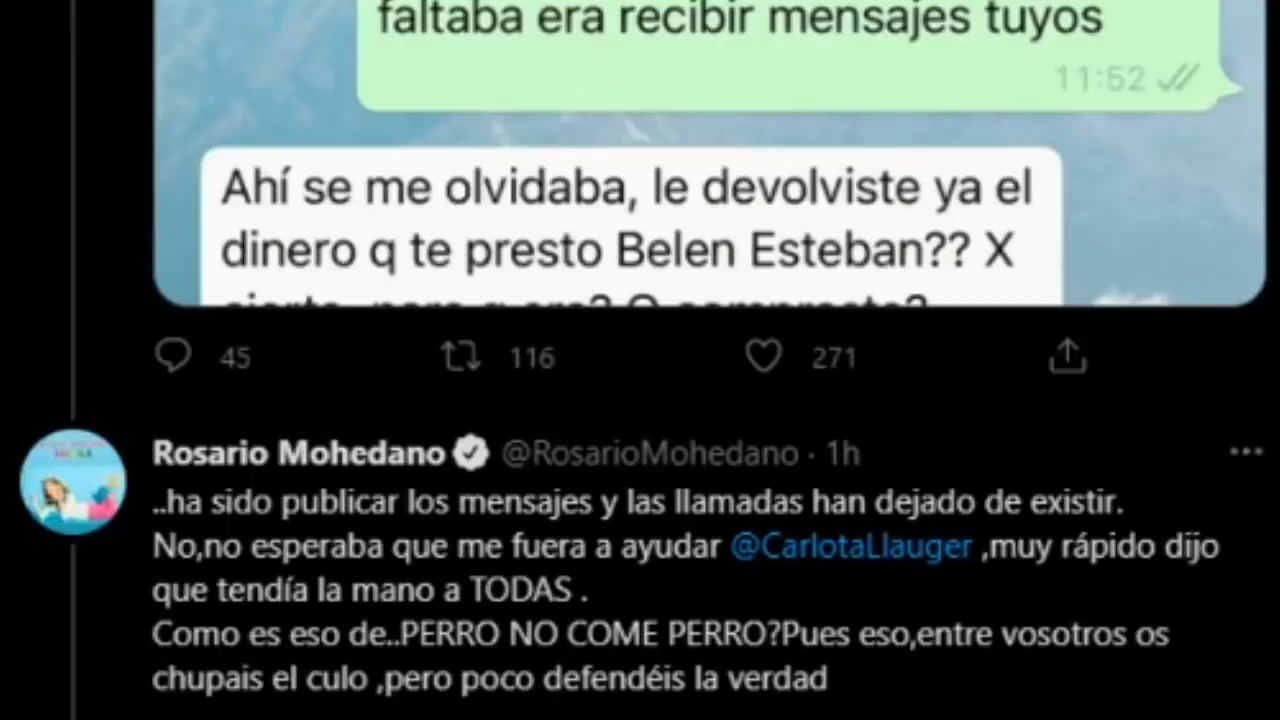 faltaba era recibir mensajes tuyos
11:52
Ahí se me olvidaba, le devolviste ya el
dinero q te presto Belen Esteban?? X
45 116 271
Rosario Mohedano @RosarioMohedano · 1h
..ha sido publicar los mensajes y las llamadas han dejado de existir.
No,no esperaba que me fuera a ayudar @CarlotaLlauger ,muy rápido dijo
que tendía la mano a TODAS .
Como es eso de..PERRO NO COME PERRO?Pues eso,entre vosotros os
chupais el culo ,pero poco defendéis la verdad